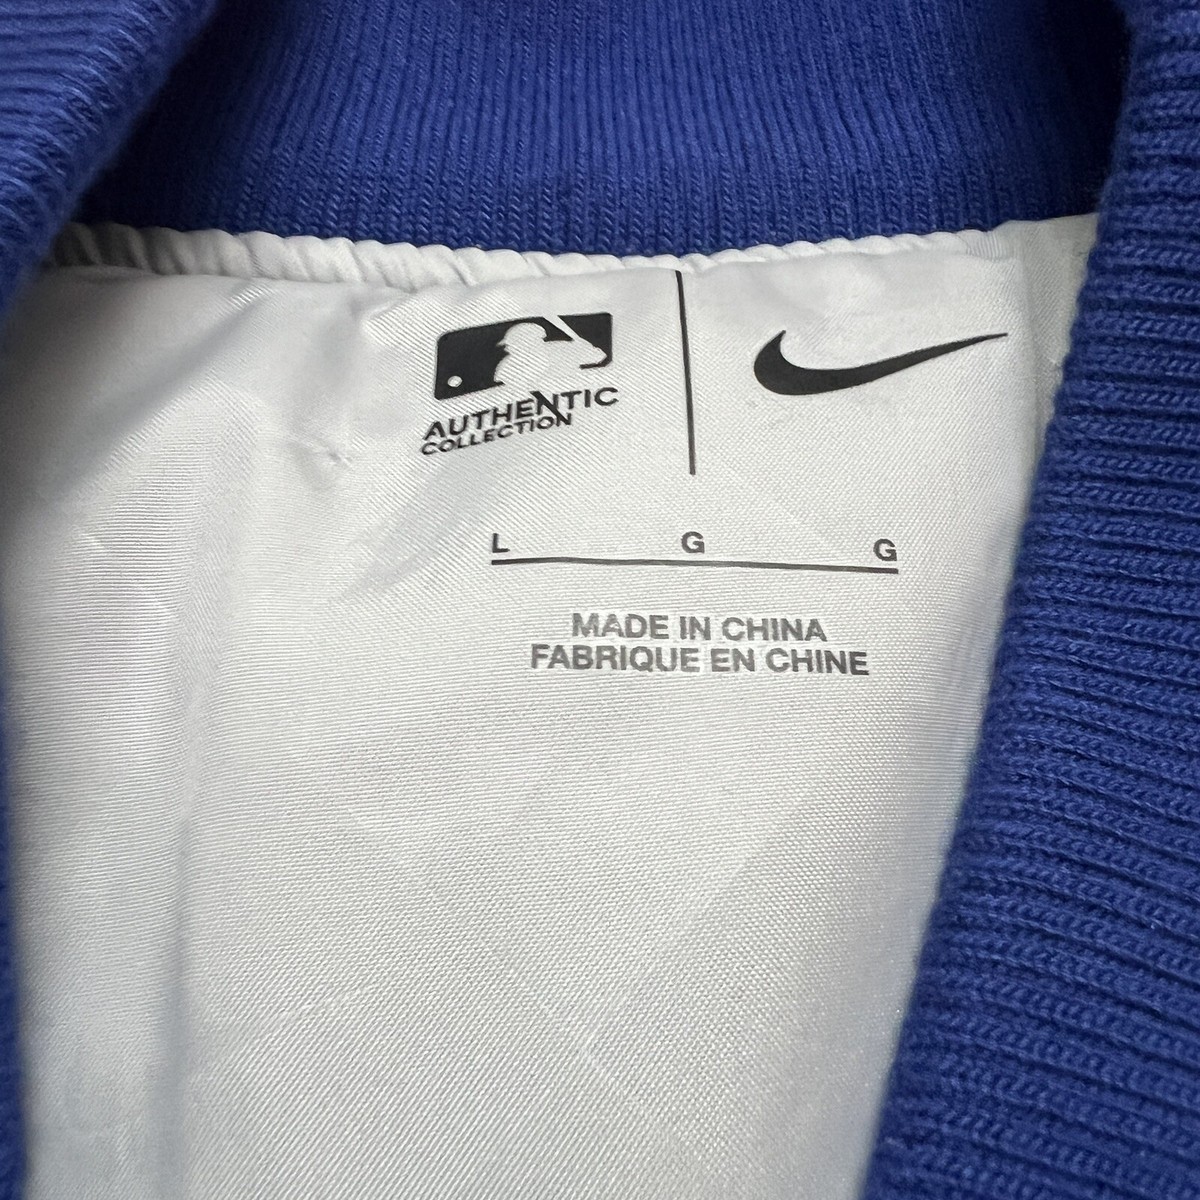 AUTHENTIC
COLLECTION
L G G
MADE IN CHINA
FABRIQUE EN CHINE